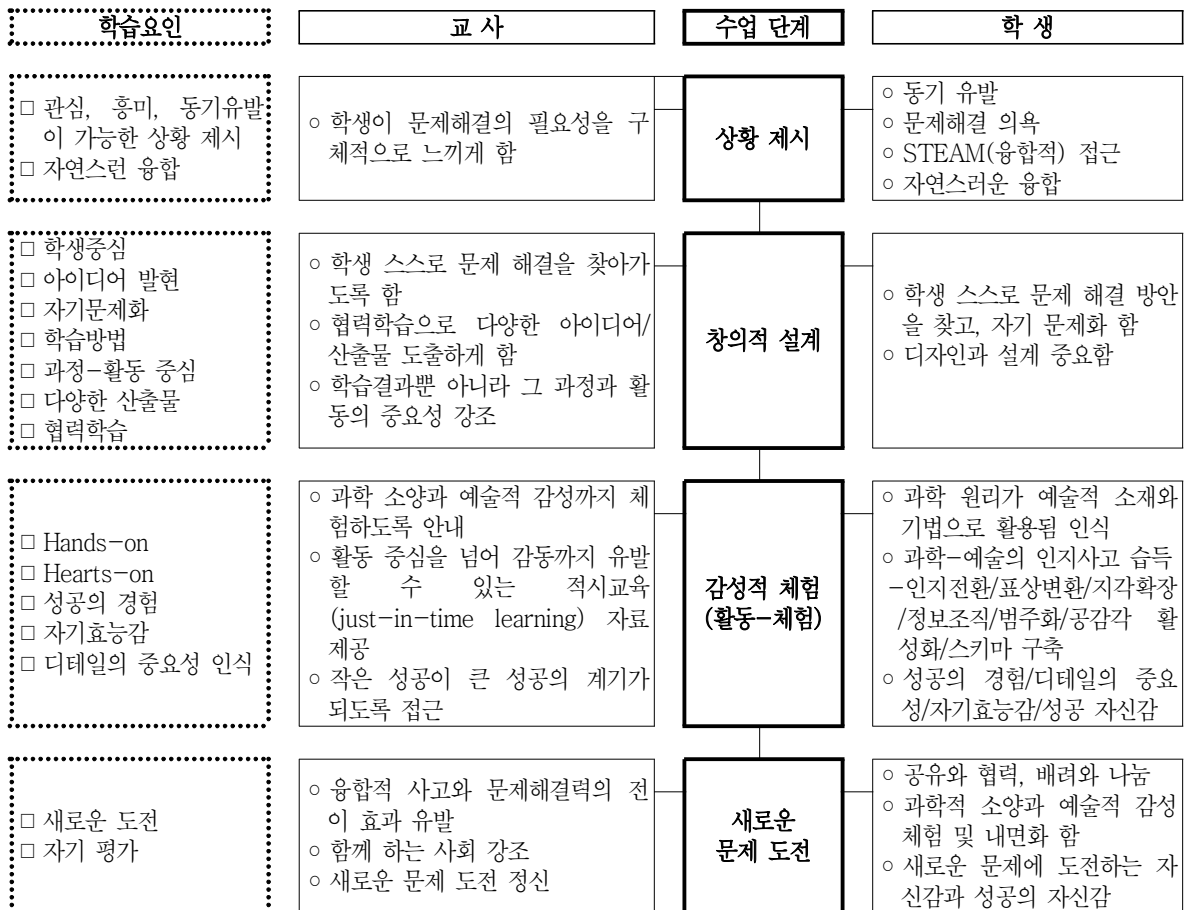 학습요인
교 사
수업 단계
학 생
□ 관심, 흥미, 동기유발
이 가능한 상황 제시
□ 자연스런 융합
○ 학생이 문제해결의 필요성을 구
체적으로 느끼게 함
상황 제시
○ 동기 유발
○ 문제해결 의욕
○ STEAM(융합적) 접근
○ 자연스러운 융합
□ 학생중심
□ 아이디어 발현
□ 자기문제화
□ 학습방법
□ 과정-활동 중심
□ 다양한 산출물
□ 협력학습
○ 학생 스스로 문제 해결을 찾아가
도록 함
○ 협력학습으로 다양한 아이디어/
산출물 도출하게 함
○ 학습결과뿐 아니라 그 과정과 활
동의 중요성 강조
창의적 설계
○ 학생 스스로 문제 해결 방안
을 찾고, 자기 문제화 함
○ 디자인과 설계 중요함
□ Hands-on
□ Hearts-on
□ 성공의 경험
□ 자기효능감
□ 디테일의 중요성 인식
○ 과학 소양과 예술적 감성까지 체
험하도록 안내
○ 활동 중심을 넘어 감동까지 유발
할 수 있는 적시교육
(just-in-time learning) 자료
제공
○ 작은 성공이 큰 성공의 계기가
되도록 접근
감성적 체험
(활동-체험)
○ 과학 원리가 예술적 소재와
기법으로 활용됨 인식
○ 과학-예술의 인지사고 습득
-인지전환/표상변환/지각확장
/정보조직/범주화/공감각 활
성화/스키마 구축
○ 성공의 경험/디테일의 중요
성/자기효능감/성공 자신감
□ 새로운 도전
□ 자기 평가
○ 융합적 사고와 문제해결력의 전
이 효과 유발
○ 함께 하는 사회 강조
○ 새로운 문제 도전 정신
새로운
문제 도전
○ 공유와 협력, 배려와 나눔
○ 과학적 소양과 예술적 감성
체험 및 내면화 함
○ 새로운 문제에 도전하는 자
신감과 성공의 자신감